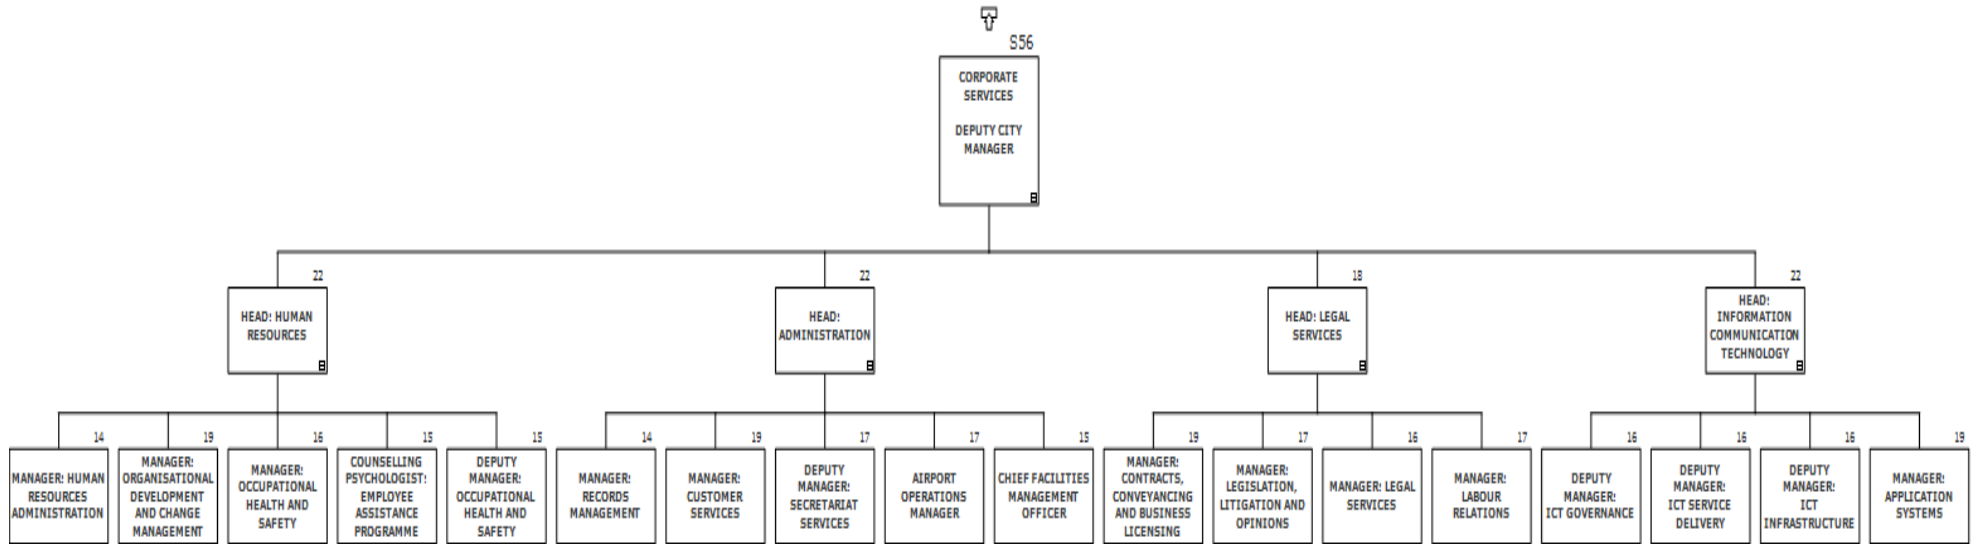 S56
CORPORATE
SERVICES
DEPUTY CITY
MANAGER
22
HEAD: HUMAN
RESOURCES
22
HEAD:
ADMINISTRATION
18
HEAD: LEGAL
SERVICES
22
HEAD:
INFORMATION
COMMUNICATION
TECHNOLOGY
14
MANAGER: HUMAN
RESOURCES
ADMINISTRATION
19
MANAGER:
ORGANISATIONAL
DEVELOPMENT
AND CHANGE
MANAGEMENT
16
MANAGER:
OCCUPATIONAL
HEALTH AND
SAFETY
15
COUNSELLING
PSYCHOLOGIST:
EMPLOYEE
ASSISTANCE
PROGRAMME
15
DEPUTY
MANAGER:
OCCUPATIONAL
HEALTH AND
SAFETY
14
MANAGER:
RECORDS
MANAGEMENT
19
MANAGER:
CUSTOMER
SERVICES
17
DEPUTY
MANAGER:
SECRETARIAT
SERVICES
17
AIRPORT
OPERATIONS
MANAGER
15
CHIEF FACILITIES
MANAGEMENT
OFFICER
19
MANAGER:
CONTRACTS,
CONVEYANCING
AND BUSINESS
LICENSING
17
MANAGER:
LEGISLATION,
LITIGATION AND
OPINIONS
16
MANAGER: LEGAL
SERVICES
17
MANAGER:
LABOUR
RELATIONS
16
DEPUTY
MANAGER:
ICT GOVERNANCE
16
DEPUTY
MANAGER:
ICT SERVICE
DELIVERY
16
DEPUTY
MANAGER:
ICT
INFRASTRUCTURE
19
MANAGER:
APPLICATION
SYSTEMS